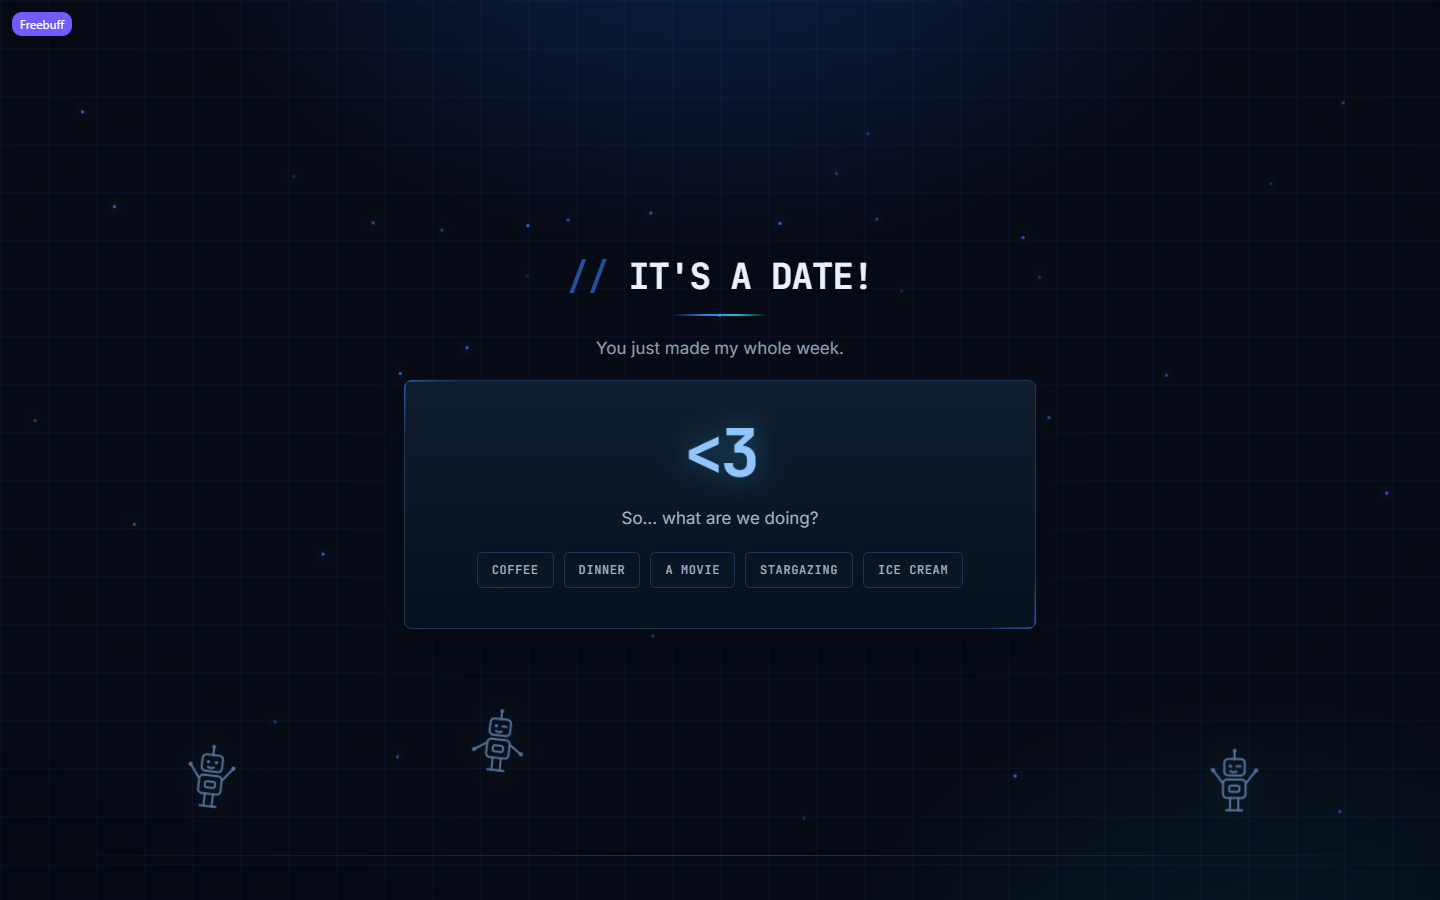 Freebuff
// IT'S A DATE!
You just made my whole week.
<3
So... what are we doing?
COFFEE DINNER A MOVIE STARGAZING ICE CREAM